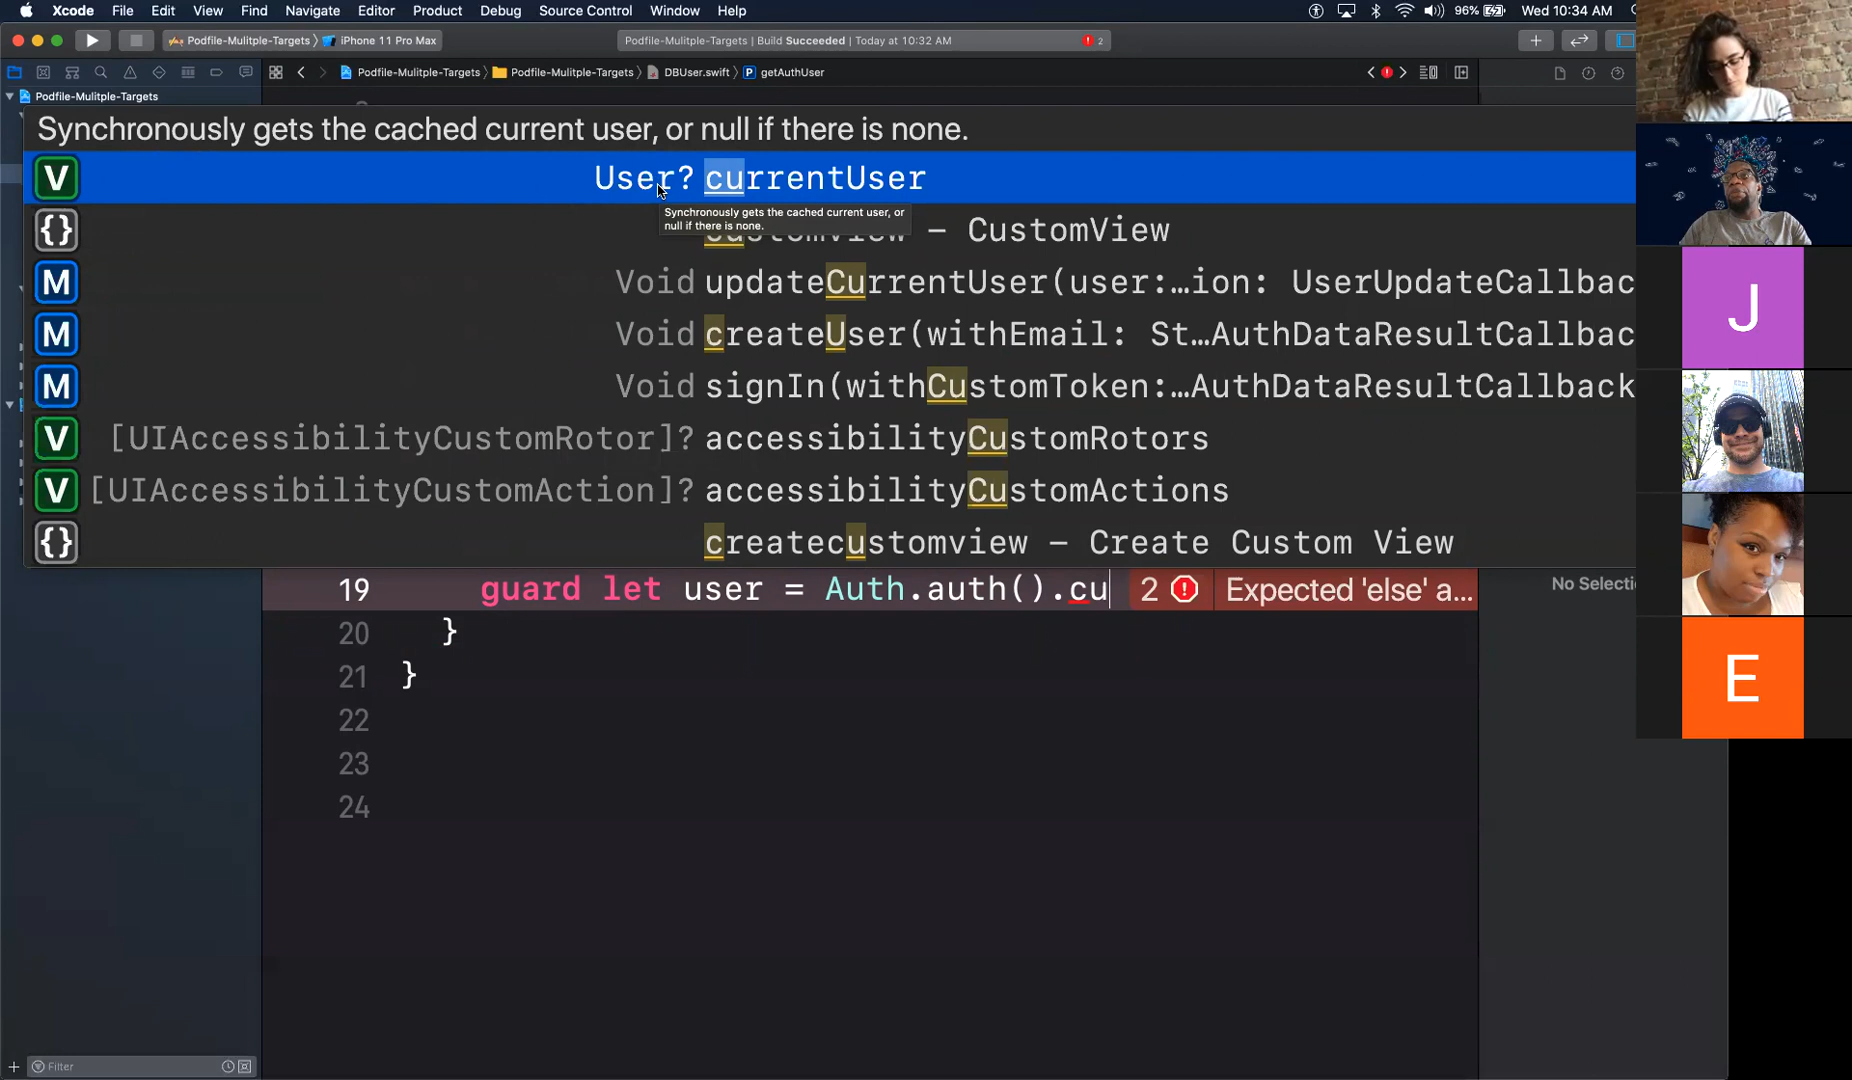 Xcode File Edit View Find Navigate Editor Product Debug Source Control Window Help 96% Wed 10:34 AM
Podfile-Mulitple-Targets iPhone 11 Pro Max Podfile-Mulitple-Targets | Build Succeeded | Today at 10:32 AM 2
Podfile-Mulitple-Targets Podfile-Mulitple-Targets DBUser.swift P getAuthUser
Podfile-Mulitple-Targets
Synchronously gets the cached current user, or null if there is none.
V User? currentUser
Synchronously gets the cached current user, or
null if there is none.
{} customview – CustomView
M Void updateCurrentUser(user:…ion: UserUpdateCallbac
M Void createUser(withEmail: St…AuthDataResultCallbac
M Void signIn(withCustomToken:…AuthDataResultCallback
V [UIAccessibilityCustomRotor]? accessibilityCustomRotors
V [UIAccessibilityCustomAction]? accessibilityCustomActions
{} createcustomview – Create Custom View
19 guard let user = Auth.auth().cu 2 Expected 'else' a...
20 }
21 }
22
23
24
No Selecti
Filter
J
E